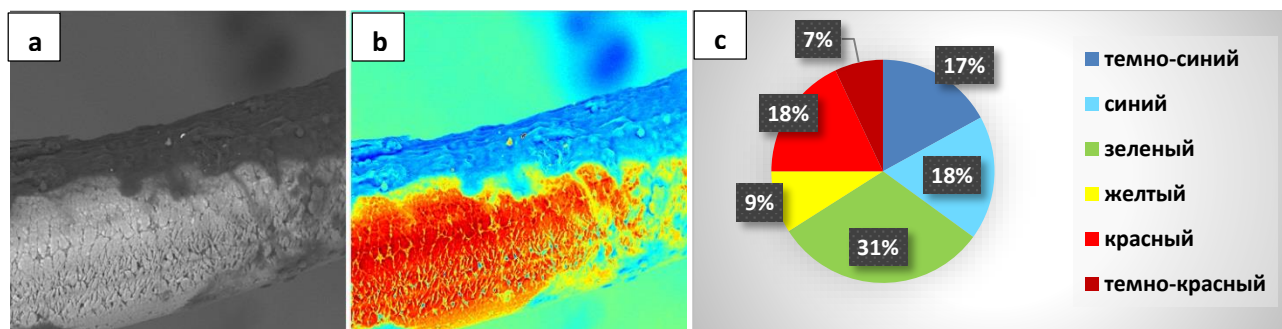 a
b
c
7%
17%
18%
18%
9%
31%
темно-синий
синий
зеленый
желтый
красный
темно-красный